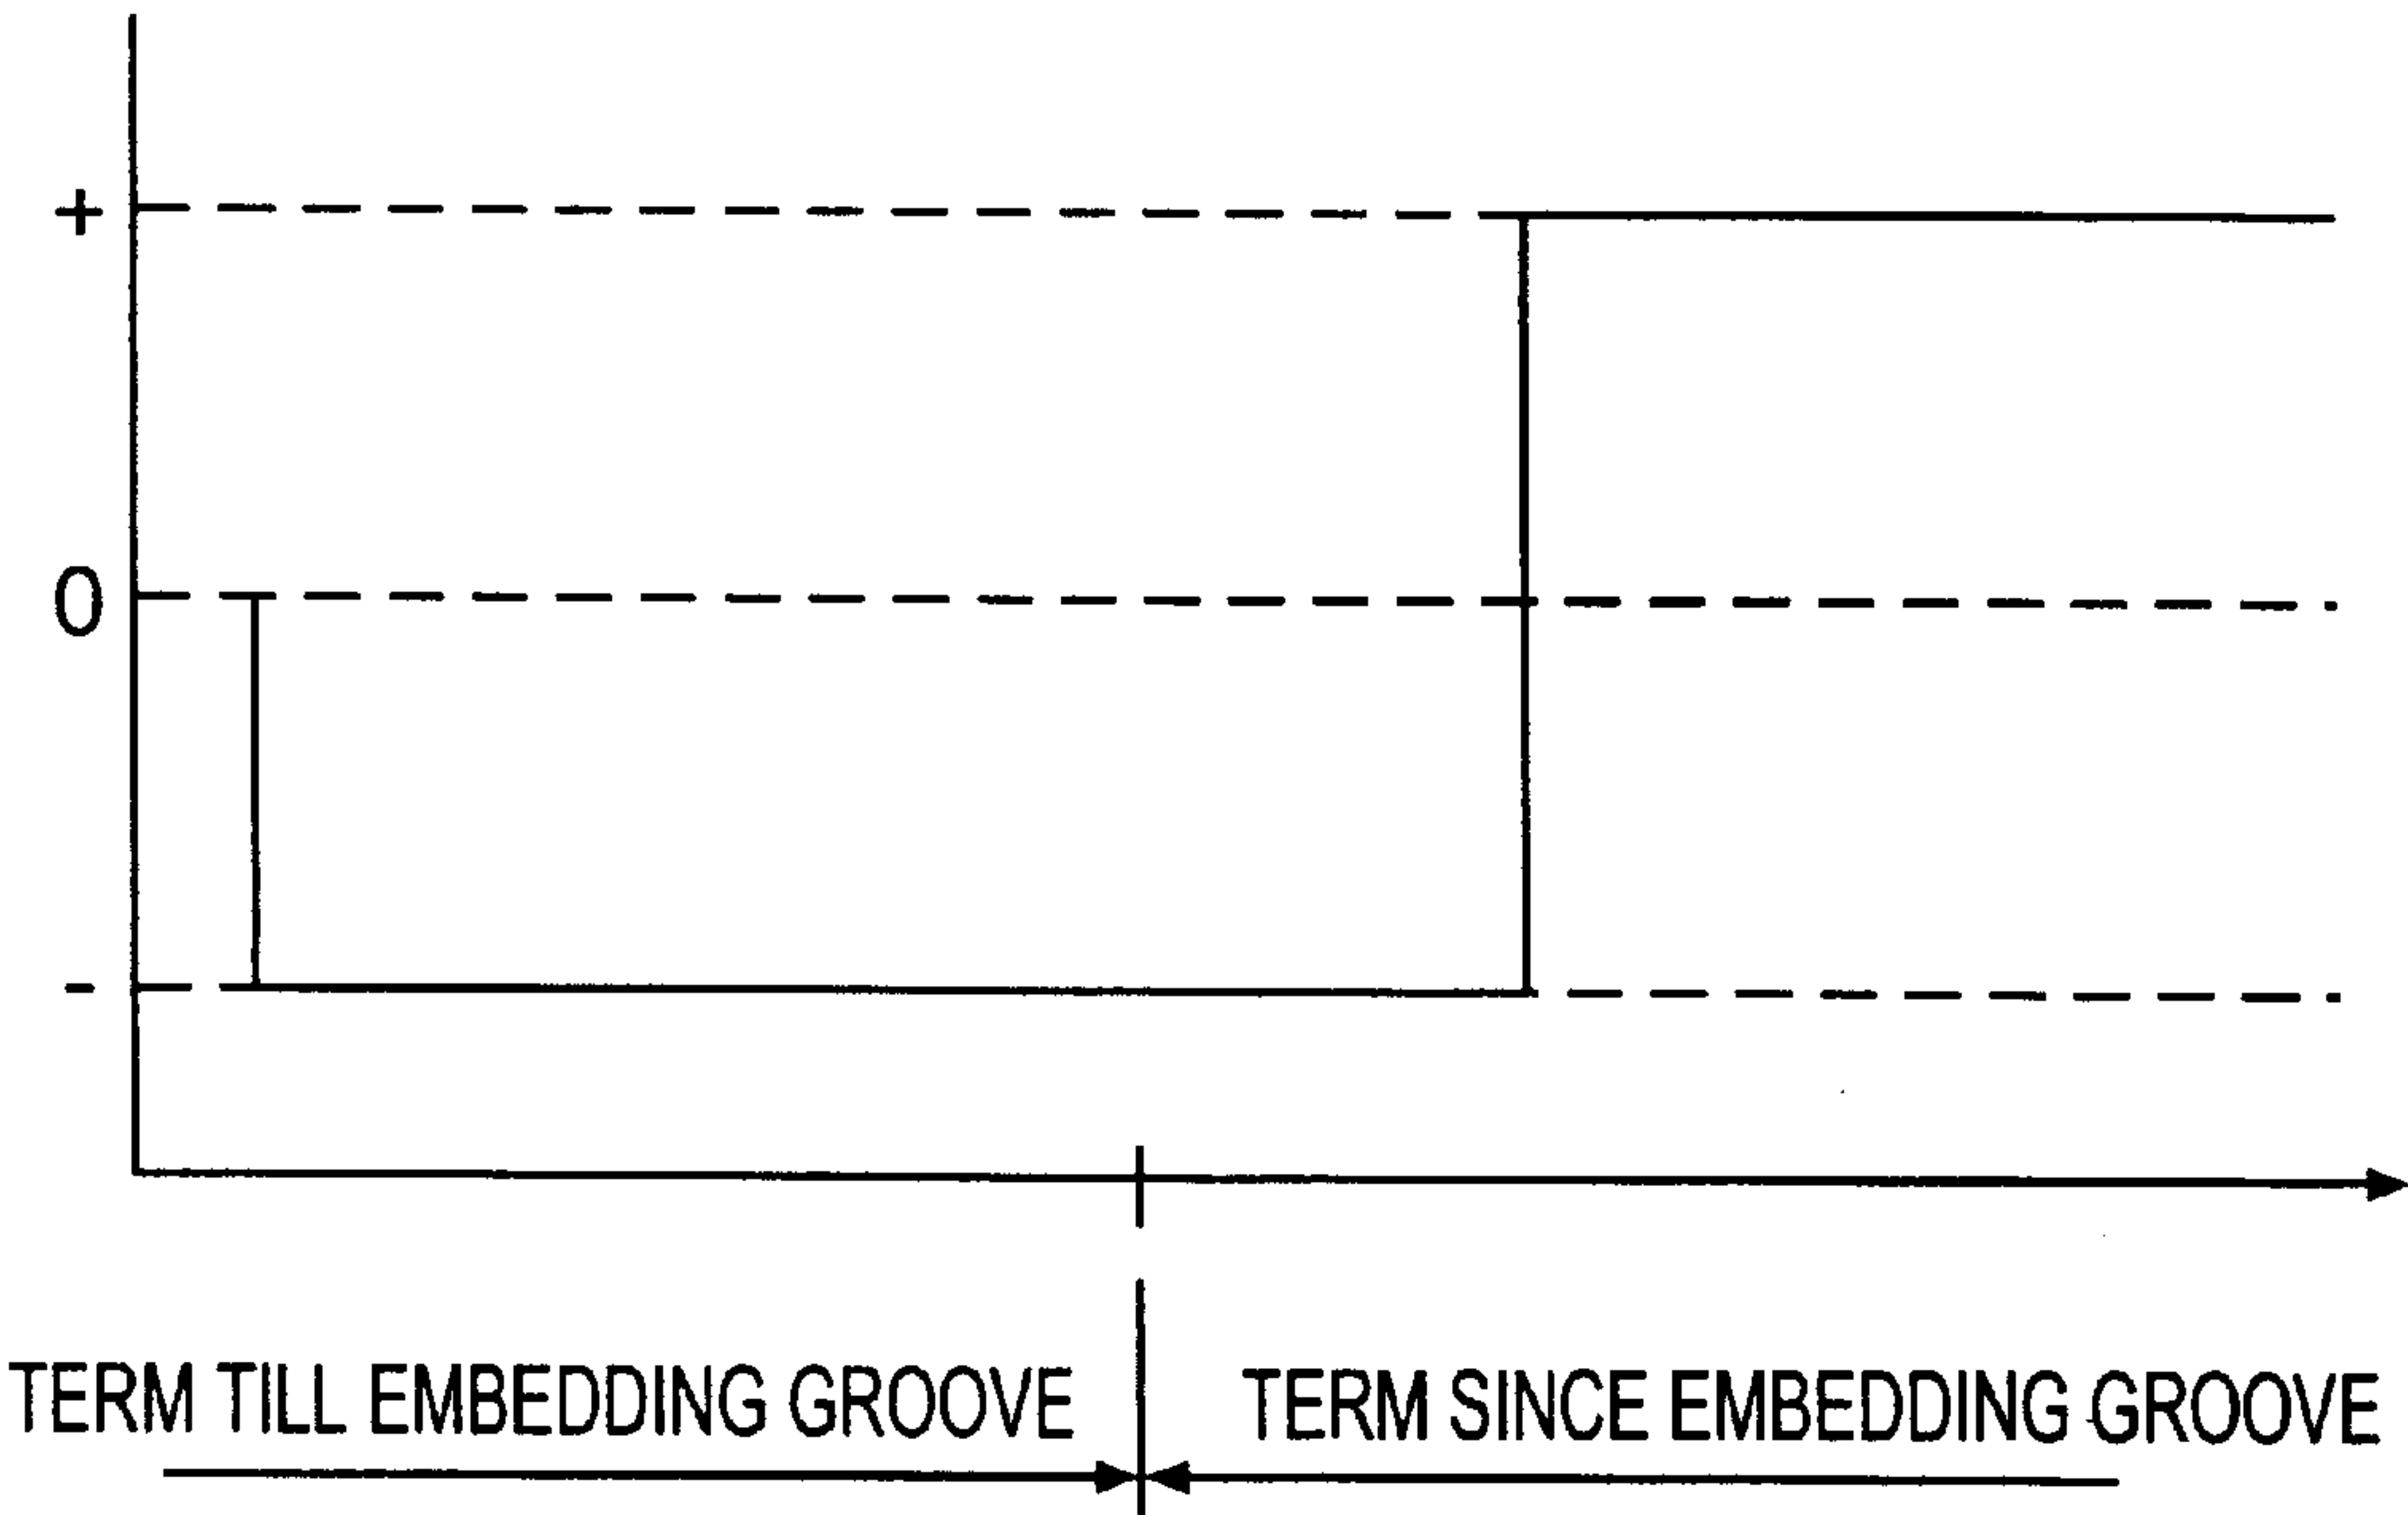 +
0
-
TERM TILL EMBEDDING GROOVE
TERM SINCE EMBEDDING GROOVE